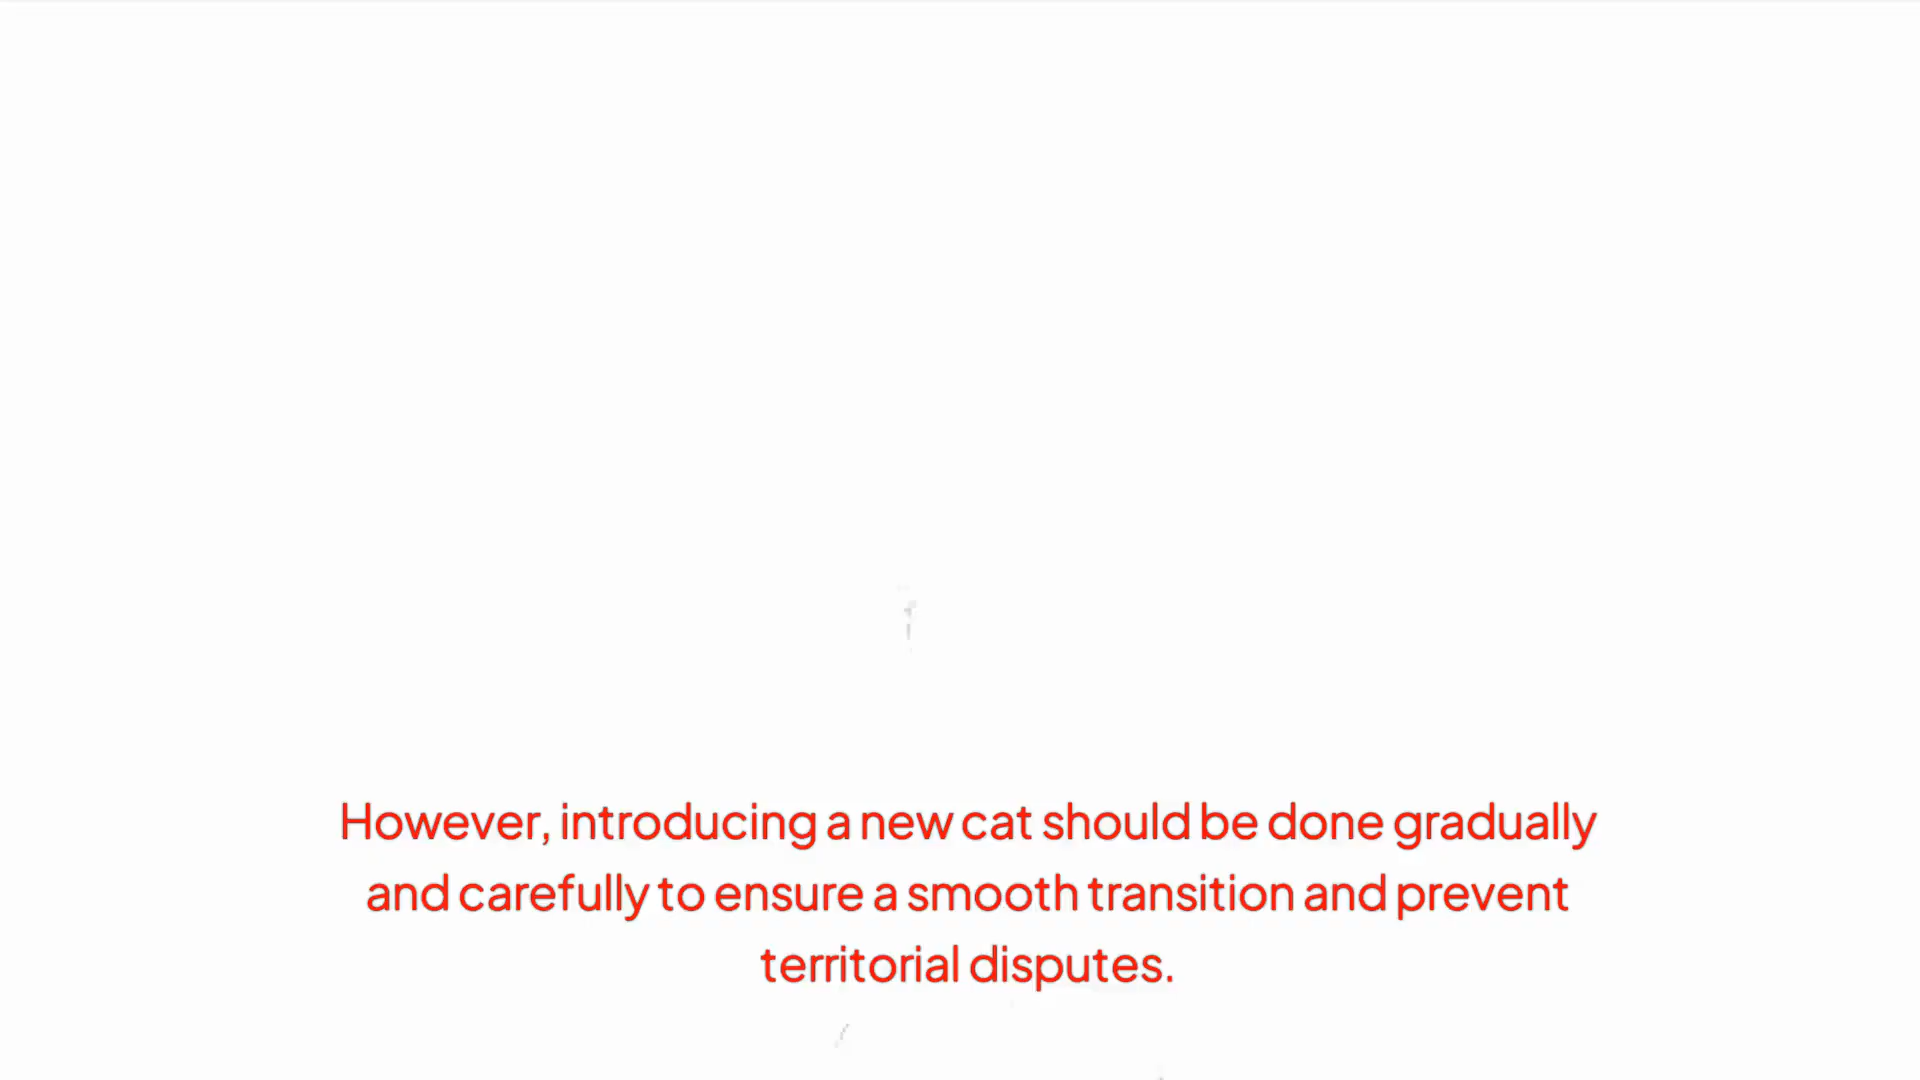 However, introducing a new cat should be done gradually
and carefully to ensure a smooth transition and prevent
territorial disputes.